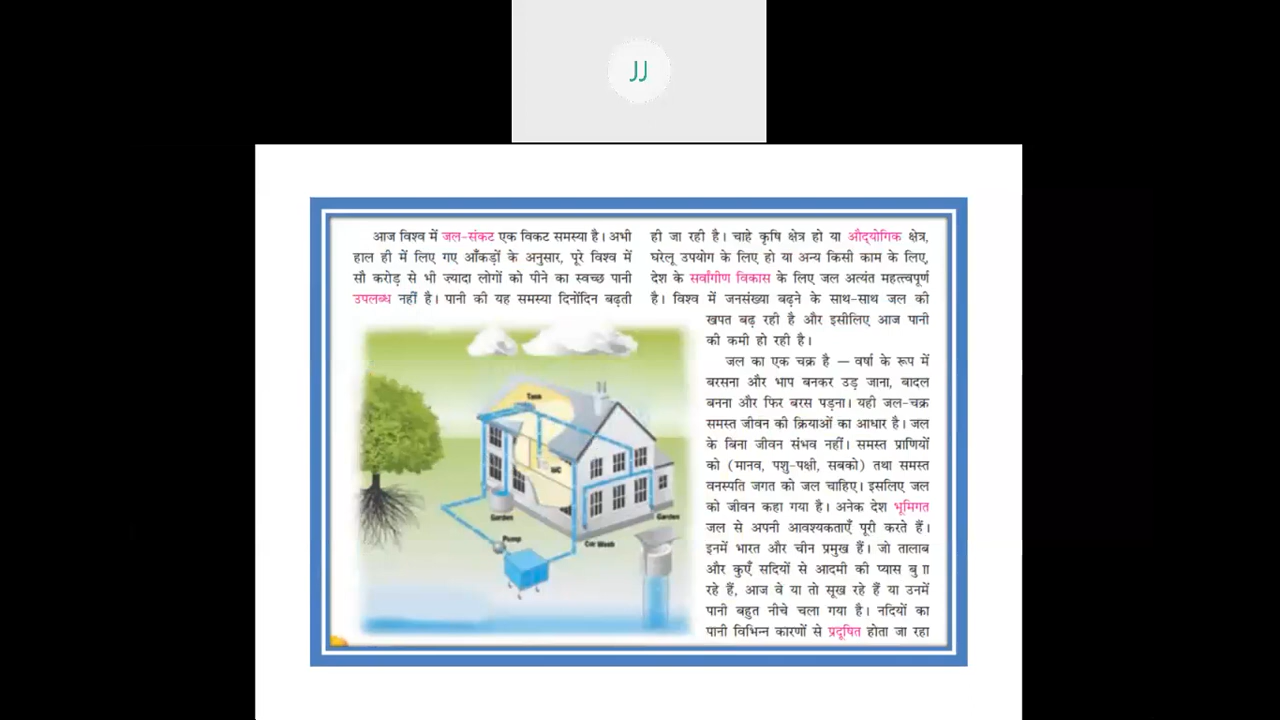 JJ
आज विश्व में जल-संकट एक विकट समस्या है। अभी
हाल ही में लिए गए आँकड़ों के अनुसार, पूरे विश्व में
सौ करोड़ से भी ज्यादा लोगों को पीने का स्वच्छ पानी
उपलब्ध नहीं है। पानी की यह समस्या दिनोंदिन बढ़ती
ही जा रही है। चाहे कृषि क्षेत्र हो या औद्योगिक क्षेत्र,
घरेलू उपयोग के लिए हो या अन्य किसी काम के लिए,
देश के सर्वांगीण विकास के लिए जल अत्यंत महत्त्वपूर्ण
है। विश्व में जनसंख्या बढ़ने के साथ-साथ जल की
खपत बढ़ रही है और इसीलिए आज पानी
की कमी हो रही है।
जल का एक चक्र है — वर्षा के रूप में
बरसना और भाप बनकर उड़ जाना, बादल
बनना और फिर बरस पड़ना। यही जल-चक्र
समस्त जीवन की क्रियाओं का आधार है। जल
के बिना जीवन संभव नहीं। समस्त प्राणियों
को (मानव, पशु-पक्षी, सबको) तथा समस्त
वनस्पति जगत को जल चाहिए। इसलिए जल
को जीवन कहा गया है। अनेक देश भूमिगत
जल से अपनी आवश्यकताएँ पूरी करते हैं।
इनमें भारत और चीन प्रमुख हैं। जो तालाब
और कुएँ सदियों से आदमी की प्यास बु ाा
रहे हैं, आज वे या तो सूख रहे हैं या उनमें
पानी बहुत नीचे चला गया है। नदियों का
पानी विभिन्न कारणों से प्रदूषित होता जा रहा
Tank
WC
Garden
Garden
Pump
Car Wash